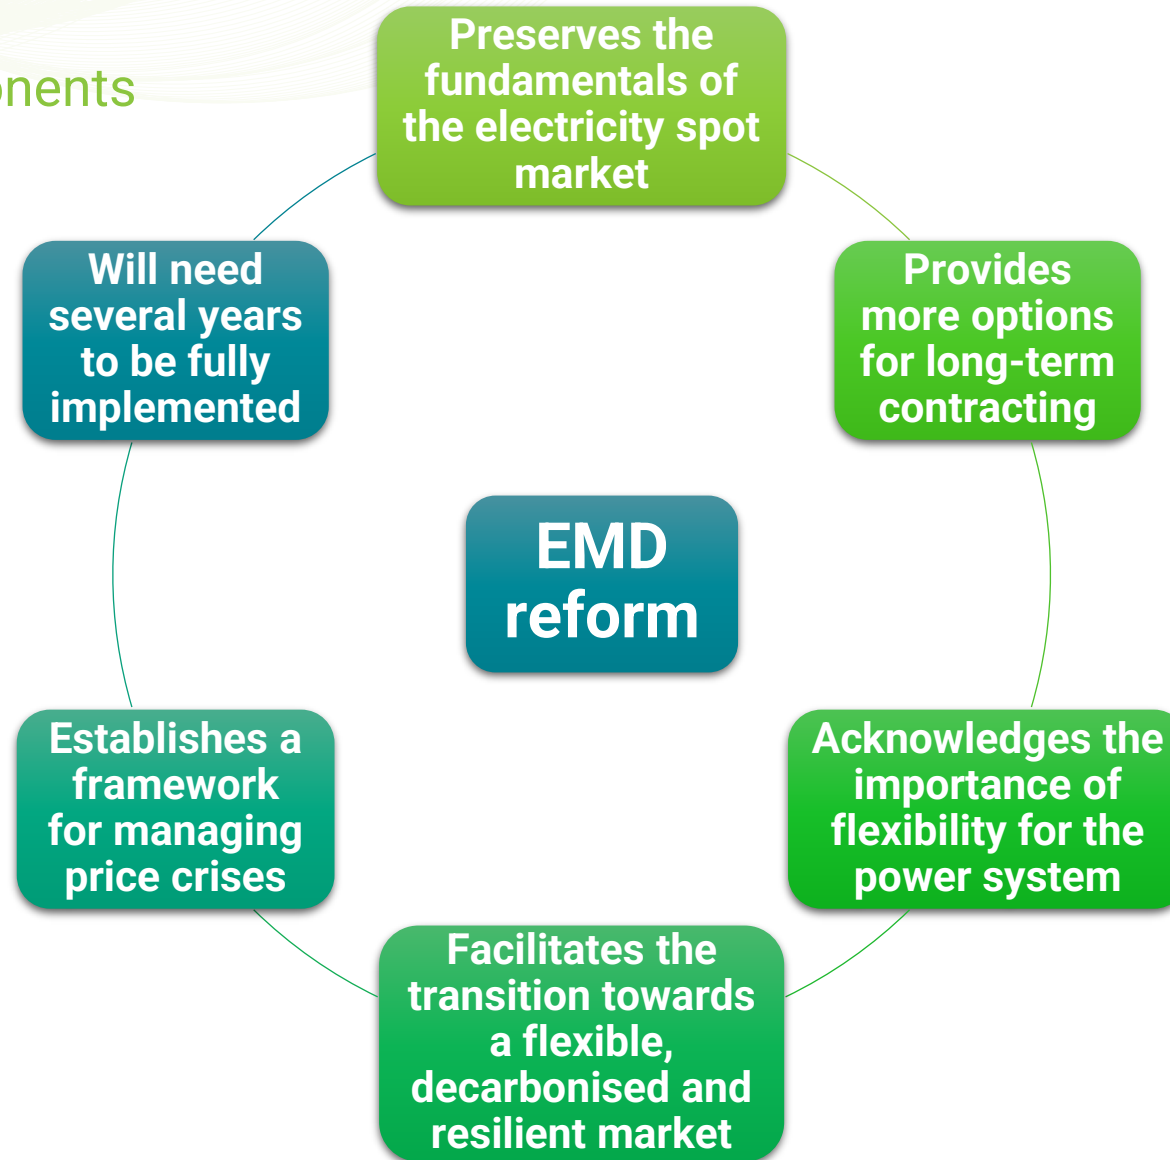 Preserves the
fundamentals of
the electricity spot
market
Provides
more options
for long-term
contracting
Acknowledges the
importance of
flexibility for the
power system
Facilitates the
transition towards
a flexible,
decarbonised and
resilient market
Establishes a
framework
for managing
price crises
Will need
several years
to be fully
implemented
EMD
reform